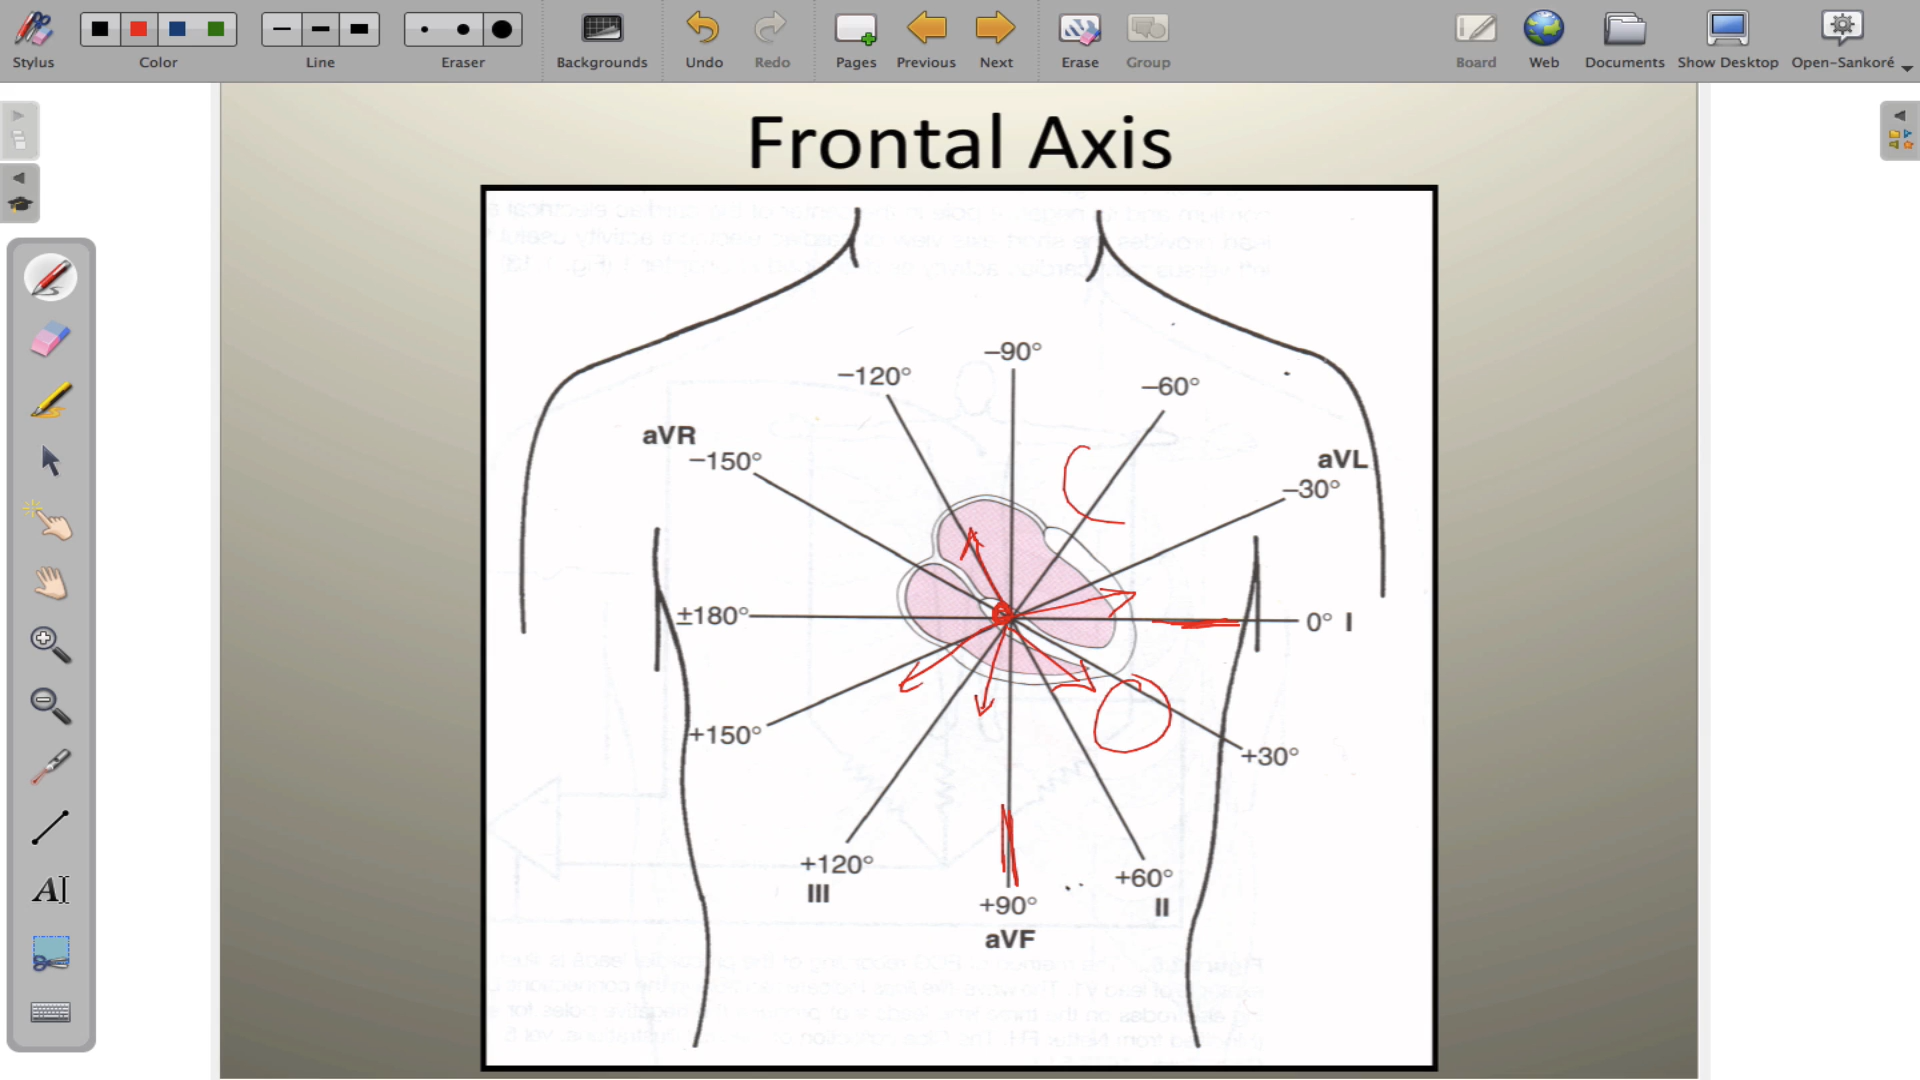 Stylus Color Line Eraser Backgrounds Undo Redo Pages Previous Next Erase Group Board Web Documents Show Desktop Open-Sankoré
Frontal Axis
−90°
−120°
−60°
aVR
−150°
aVL
−30°
±180°
0° I
+150°
+30°
+120°
III
+60°
II
+90°
aVF